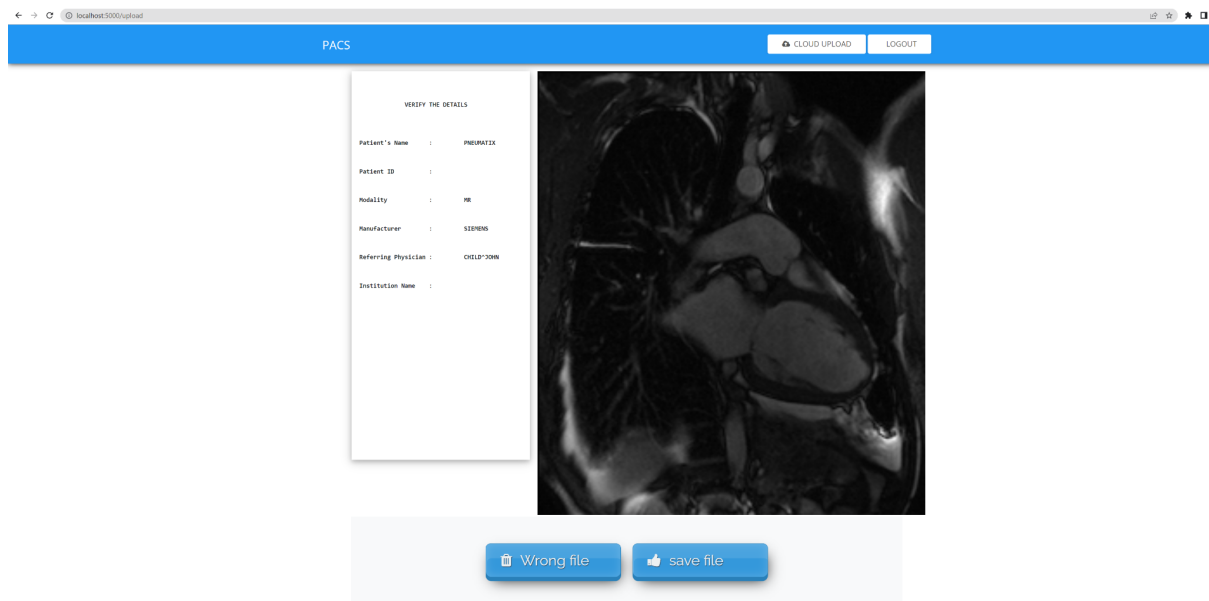 localhost:5000/upload
PACS
CLOUD UPLOAD
LOGOUT
VERIFY THE DETAILS
Patient's Name : PNEUMATIX
Patient ID :
Modality : MR
Manufacturer : SIEMENS
Referring Physician : CHILD^JOHN
Institution Name :
Wrong file
save file